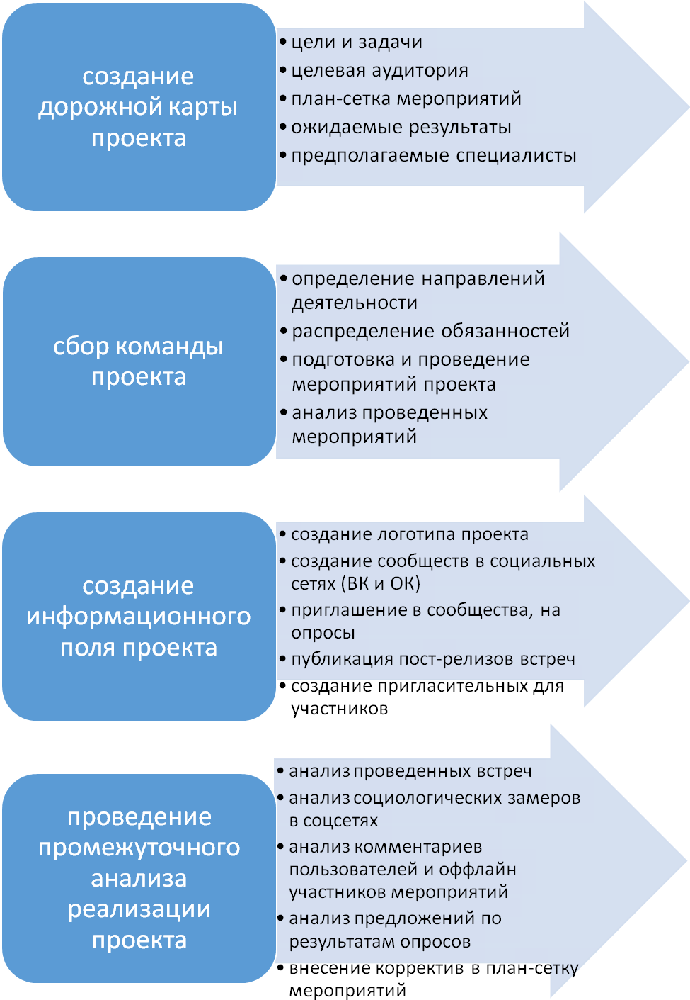 создание
дорожной карты
проекта
• цели и задачи
• целевая аудитория
• план-сетка мероприятий
• ожидаемые результаты
• предполагаемые специалисты
сбор команды
проекта
• определение направлений
деятельности
• распределение обязанностей
• подготовка и проведение
мероприятий проекта
• анализ проведенных
мероприятий
создание
информационного
поля проекта
• создание логотипа проекта
• создание сообществ в социальных
сетях (ВК и ОК)
• приглашение в сообщества, на
опросы
• публикация пост-релизов встреч
• создание пригласительных для
участников
проведение
промежуточного
анализа
реализации
проекта
• анализ проведенных встреч
• анализ социологических замеров
в соцсетях
• анализ комментариев
пользователей и оффлайн
участников мероприятий
• анализ предложений по
результатам опросов
• внесение корректив в план-сетку
мероприятий